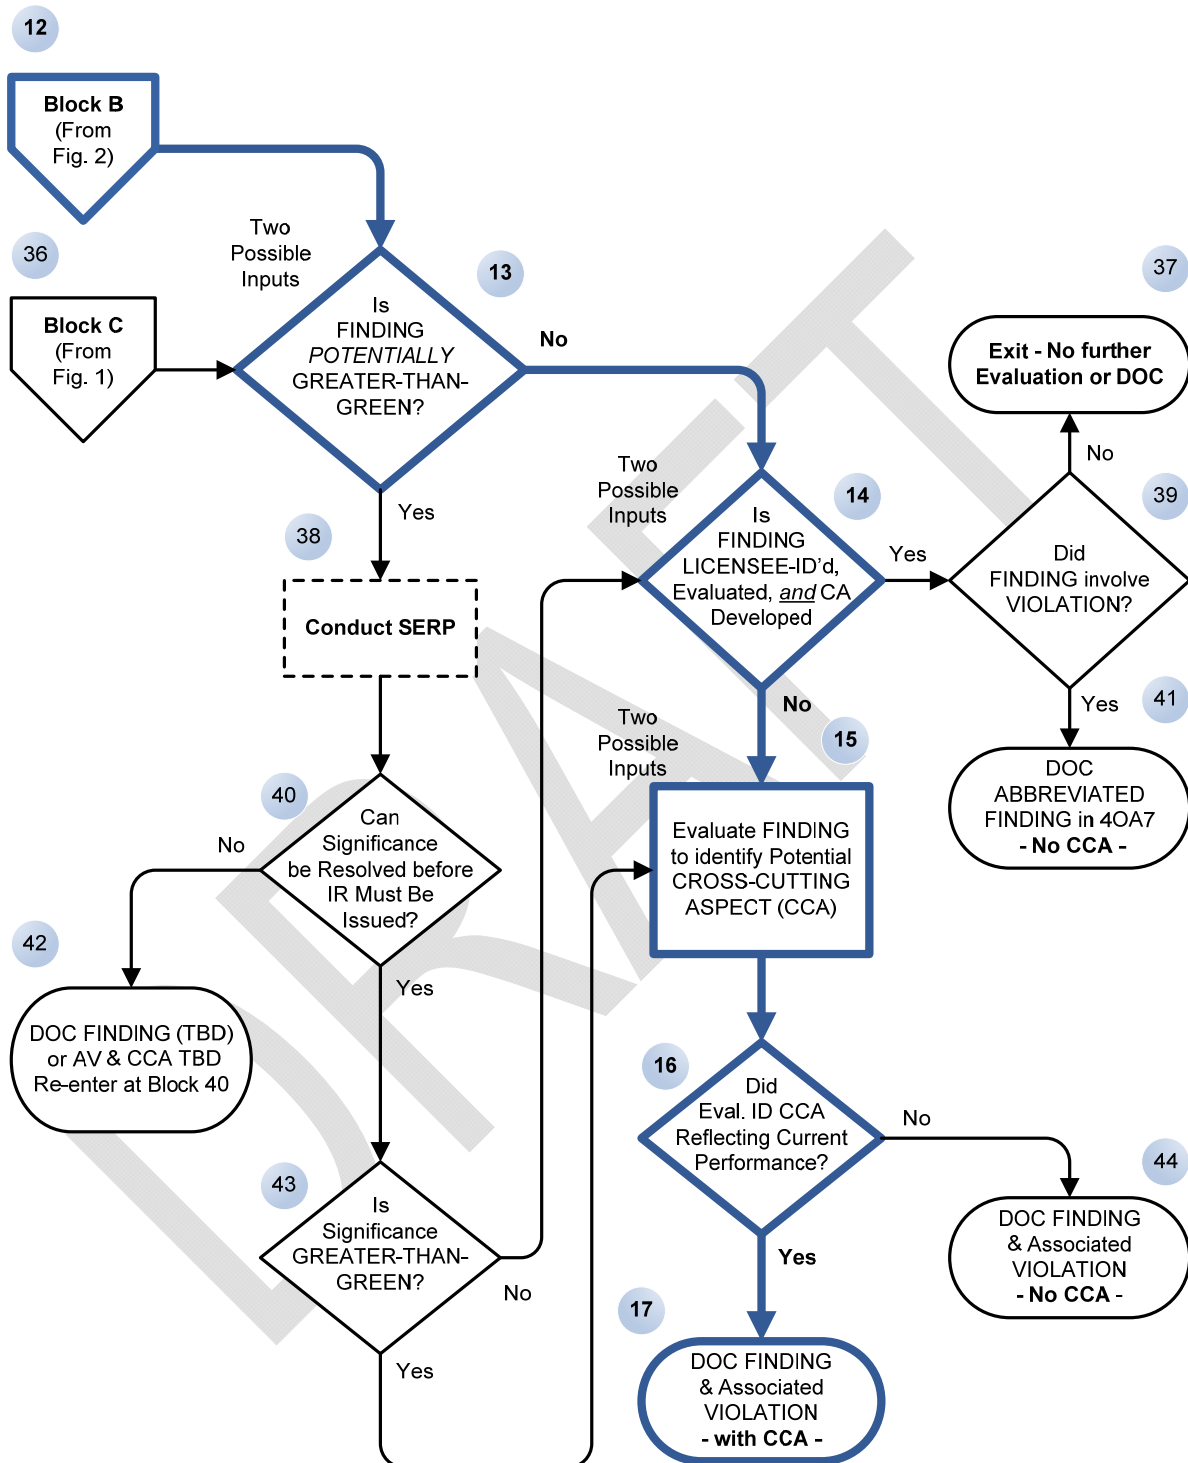 12
Block B
(From
Fig. 2)
36
Block C
(From
Fig. 1)
Two
Possible
Inputs
13
Is
FINDING
POTENTIALLY
GREATER-THAN-
GREEN?
No
Yes
38
Conduct SERP
40
Can
Significance
be Resolved before
IR Must Be
Issued?
No
Yes
42
DOC FINDING (TBD)
or AV & CCA TBD
Re-enter at Block 40
43
Is
Significance
GREATER-THAN-
GREEN?
No
Yes
Two
Possible
Inputs
14
Is
FINDING
LICENSEE-ID'd,
Evaluated, and CA
Developed
Yes
No
37
Exit - No further
Evaluation or DOC
No
39
Did
FINDING involve
VIOLATION?
Yes
41
DOC
ABBREVIATED
FINDING in 4OA7
- No CCA -
Two
Possible
Inputs
15
Evaluate FINDING
to identify Potential
CROSS-CUTTING
ASPECT (CCA)
16
Did
Eval. ID CCA
Reflecting Current
Performance?
No
Yes
44
DOC FINDING
& Associated
VIOLATION
- No CCA -
17
DOC FINDING
& Associated
VIOLATION
- with CCA -
DRAFT